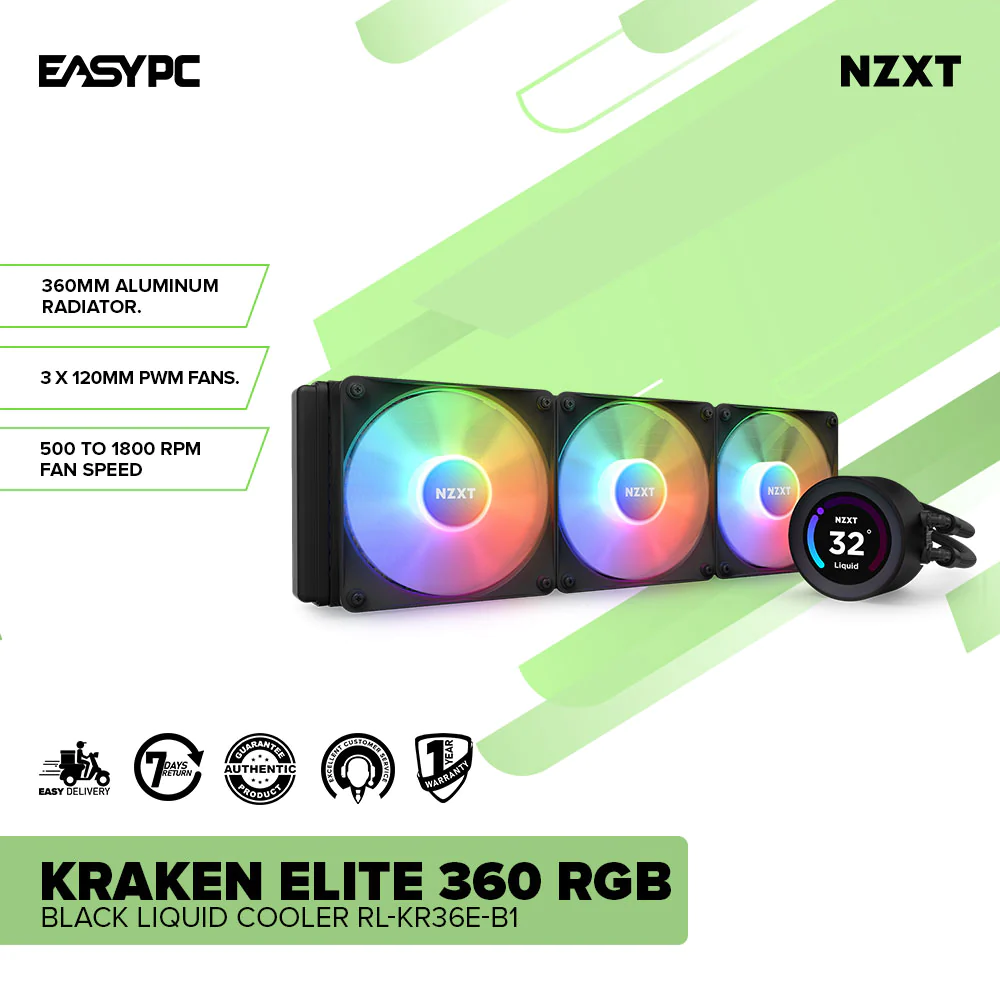 EASYPC
NZXT
360MM ALUMINUM
RADIATOR.
3 X 120MM PWM FANS.
500 TO 1800 RPM
FAN SPEED
NZXT
NZXT
NZXT
NZXT
32°
Liquid
EASY DELIVERY
7 DAYS
RETURN
GUARANTEE
AUTHENTIC
PRODUCT
EXCELLENT CUSTOMER SERVICE
1 YEAR
WARRANTY
KRAKEN ELITE 360 RGB
BLACK LIQUID COOLER RL-KR36E-B1